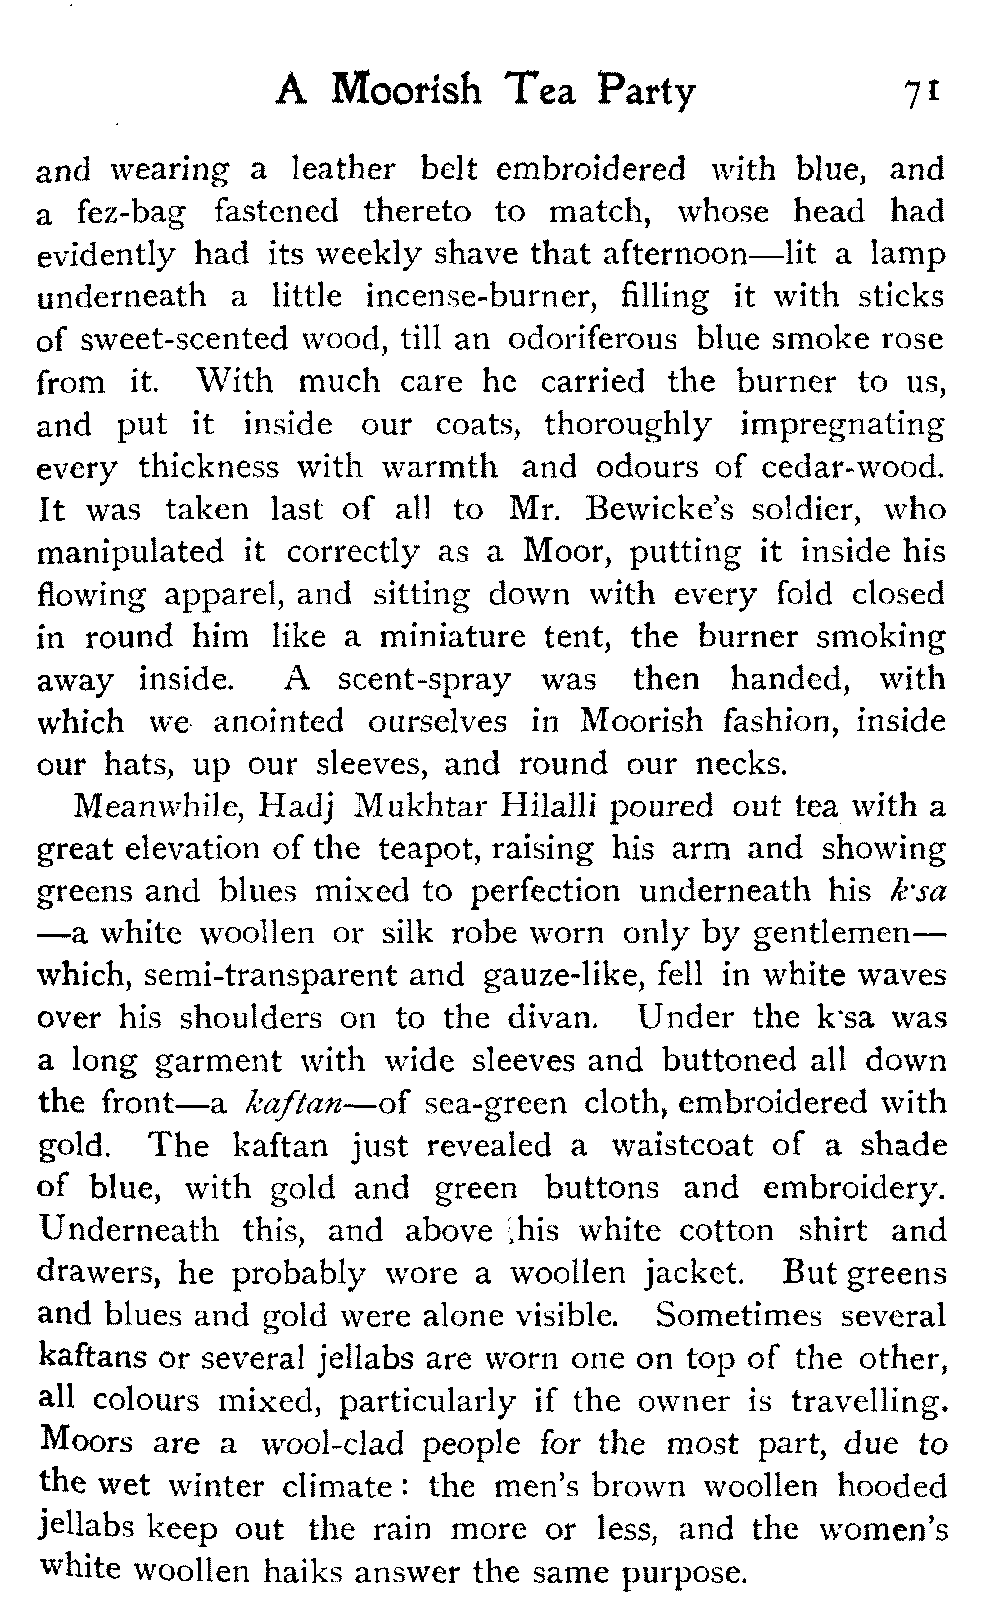 A Moorish Tea Party 71
and wearing a leather belt embroidered with blue, and
a fez-bag fastened thereto to match, whose head had
evidently had its weekly shave that afternoon—lit a lamp
underneath a little incense-burner, filling it with sticks
of sweet-scented wood, till an odoriferous blue smoke rose
from it. With much care he carried the burner to us,
and put it inside our coats, thoroughly impregnating
every thickness with warmth and odours of cedar-wood.
It was taken last of all to Mr. Bewicke's soldier, who
manipulated it correctly as a Moor, putting it inside his
flowing apparel, and sitting down with every fold closed
in round him like a miniature tent, the burner smoking
away inside. A scent-spray was then handed, with
which we anointed ourselves in Moorish fashion, inside
our hats, up our sleeves, and round our necks.
Meanwhile, Hadj Mukhtar Hilalli poured out tea with a
great elevation of the teapot, raising his arm and showing
greens and blues mixed to perfection underneath his k'sa
—a white woollen or silk robe worn only by gentlemen—
which, semi-transparent and gauze-like, fell in white waves
over his shoulders on to the divan. Under the k'sa was
a long garment with wide sleeves and buttoned all down
the front—a kaftan—of sea-green cloth, embroidered with
gold. The kaftan just revealed a waistcoat of a shade
of blue, with gold and green buttons and embroidery.
Underneath this, and above his white cotton shirt and
drawers, he probably wore a woollen jacket. But greens
and blues and gold were alone visible. Sometimes several
kaftans or several jellabs are worn one on top of the other,
all colours mixed, particularly if the owner is travelling.
Moors are a wool-clad people for the most part, due to
the wet winter climate: the men's brown woollen hooded
jellabs keep out the rain more or less, and the women's
white woollen haiks answer the same purpose.